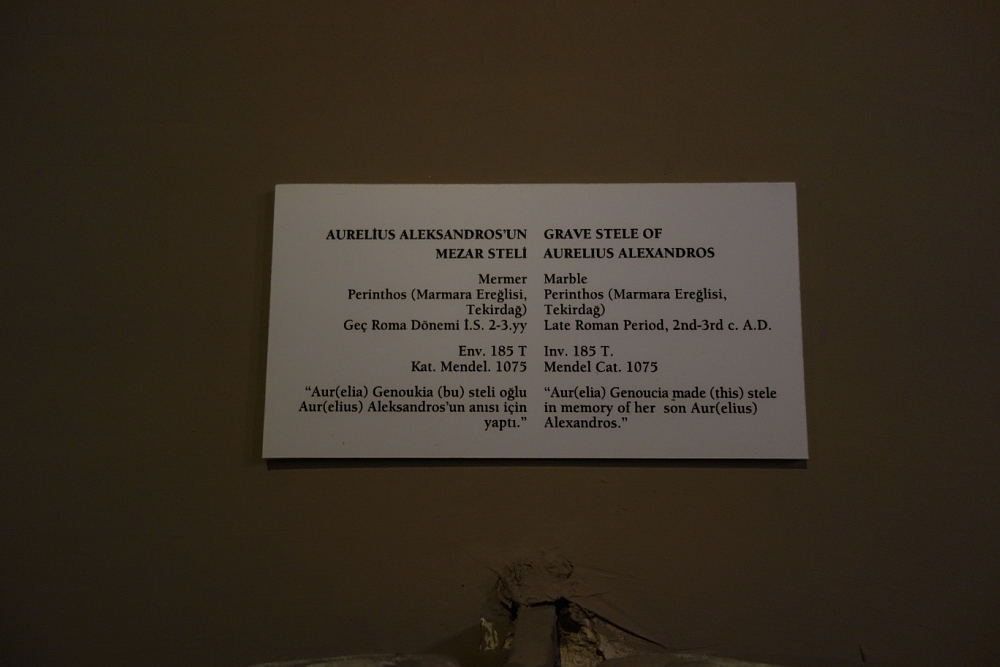 AURELİUS ALEKSANDROS'UN
MEZAR STELİ
Mermer
Perinthos (Marmara Ereğlisi,
Tekirdağ)
Geç Roma Dönemi İ.S. 2-3.yy
Env. 185 T
Kat. Mendel. 1075
“Aur(elia) Genoukia (bu) steli oğlu
Aur(elius) Aleksandros'un anısı için
yaptı.”
GRAVE STELE OF
AURELIUS ALEXANDROS
Marble
Perinthos (Marmara Ereğlisi,
Tekirdağ)
Late Roman Period, 2nd-3rd c. A.D.
Inv. 185 T.
Mendel Cat. 1075
“Aur(elia) Genoucia made (this) stele
in memory of her son Aur(elius)
Alexandros.”